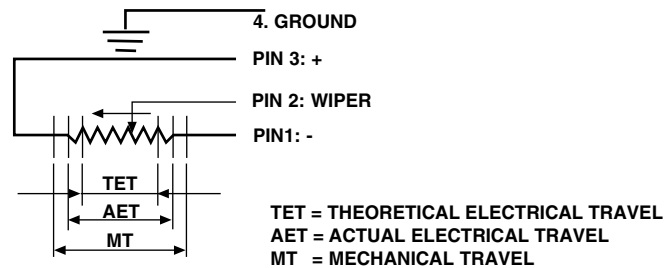 4. GROUND
PIN 3: +
PIN 2: WIPER
PIN1: -
TET
AET
MT
TET = THEORETICAL ELECTRICAL TRAVEL
AET = ACTUAL ELECTRICAL TRAVEL
MT = MECHANICAL TRAVEL